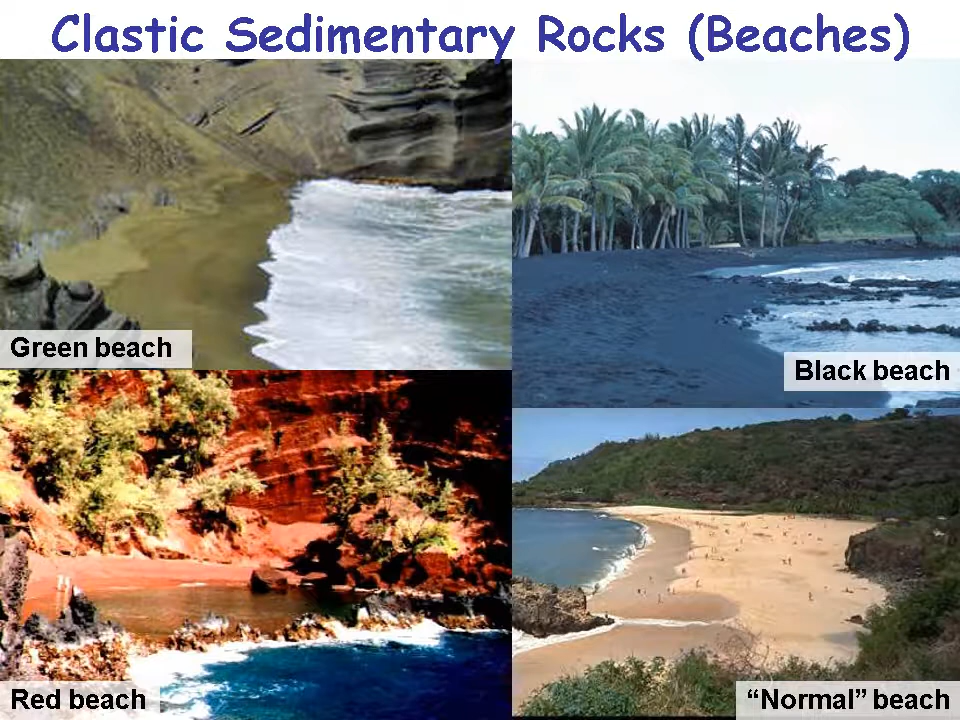 Clastic Sedimentary Rocks (Beaches)
Green beach
Black beach
Red beach
“Normal” beach